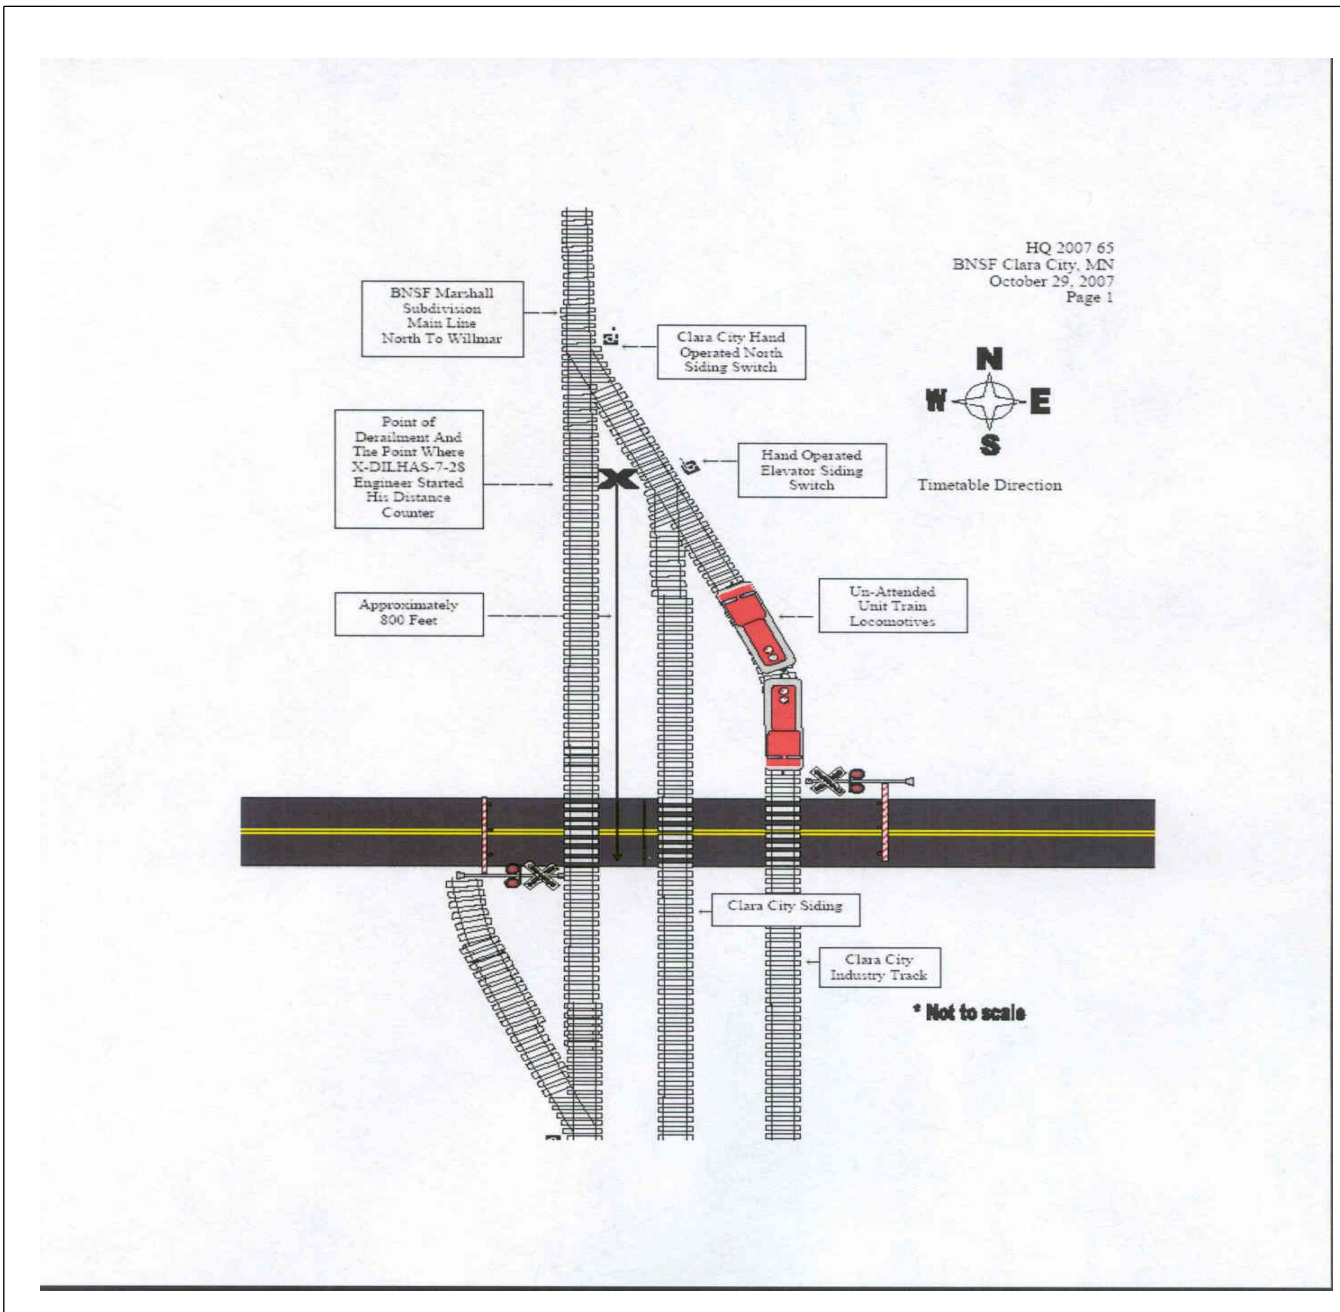 HQ 2007 65
BNSF Clara City, MN
October 29, 2007
Page 1
BNSF Marshall
Subdivision
Main Line
North To Willmar
Clara City Hand
Operated North
Siding Switch
N
W
E
S
Timetable Direction
Point of
Derailment And
The Point Where
X-DILHAS-7-28
Engineer Started
His Distance
Counter
X
Hand Operated
Elevator Siding
Switch
Approximately
800 Feet
Un-Attended
Unit Train
Locomotives
Clara City Siding
Clara City
Industry Track
* Not to scale